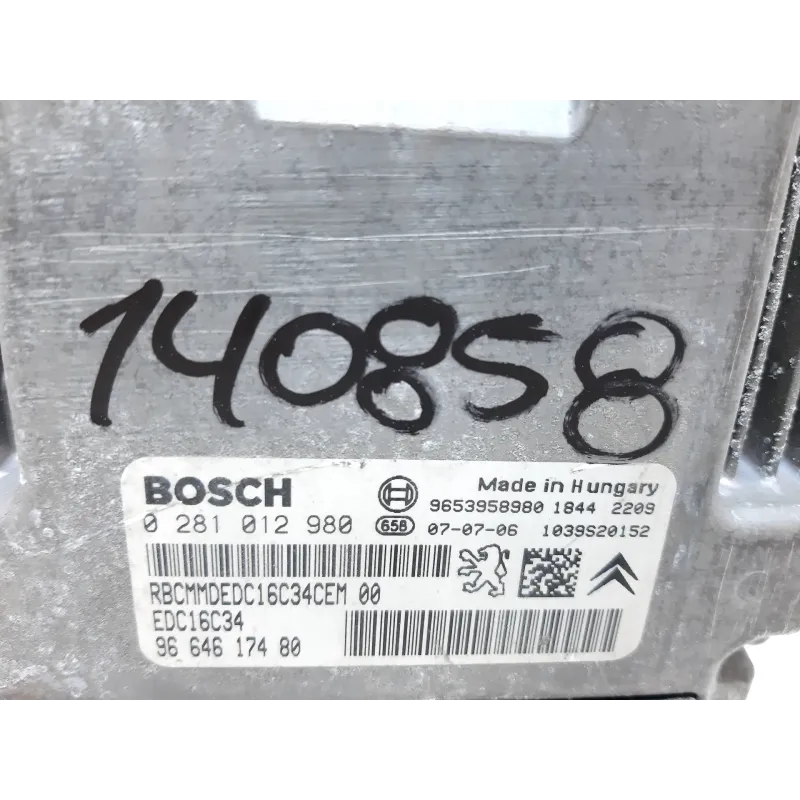 140858
BOSCH
Made in Hungary
9653958980 1844 2209
0 281 012 980
658 07-07-06 1039S20152
RBCMMDEDC16C34CEM 00
EDC16C34
96 646 174 80